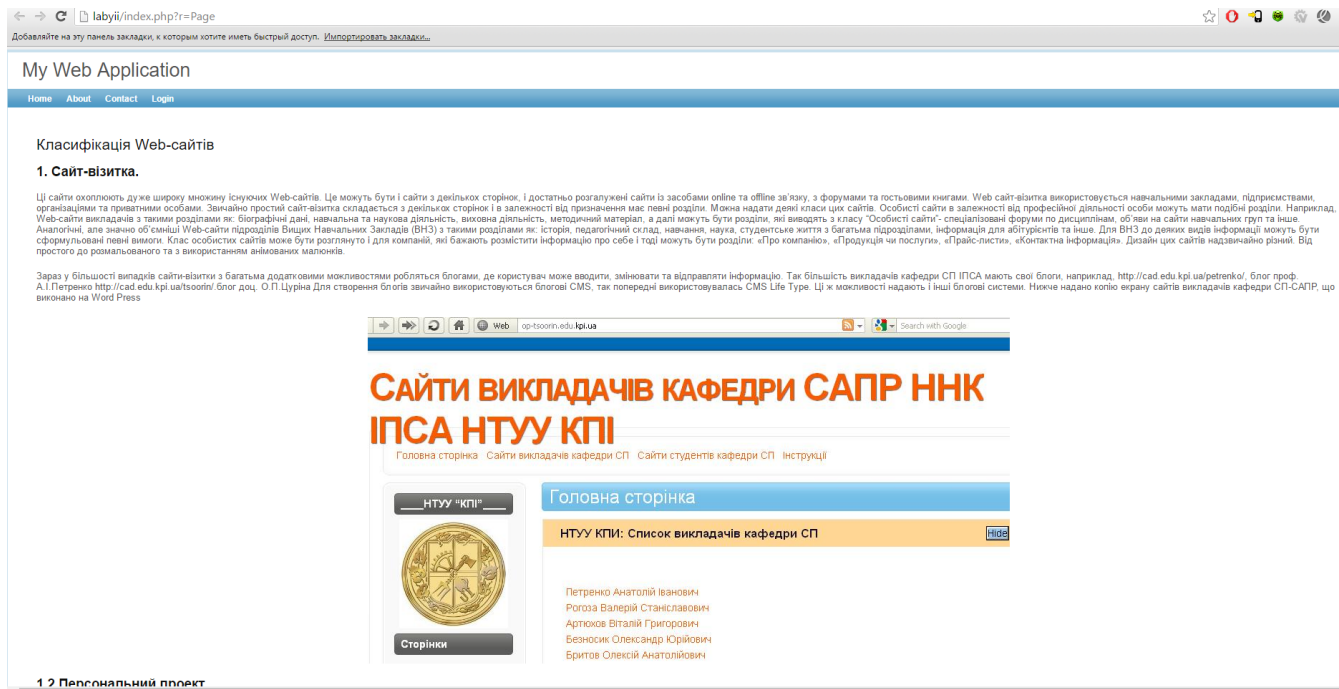 labyii/index.php?r=Page
Добавляйте на эту панель закладки, к которым хотите иметь быстрый доступ. Импортировать закладки...
My Web Application
Home About Contact Login
Класифікація Web-сайтів
1. Сайт-візитка.
Ці сайти охоплюють дуже широку множину існуючих Web-сайтів. Це можуть бути і сайти з декількох сторінок, і достатньо розгалужені сайти із засобами online та offline зв'язку, з форумами та гостьовими книгами. Web сайт-візитка використовується навчальними закладами, підприємствами,
організаціями та приватними особами. Звичайно простий сайт-візитка складається з декількох сторінок і в залежності від призначення має певні розділи. Можна надати деякі класи цих сайтів. Особисті сайти в залежності від професійної діяльності особи можуть мати подібні розділи. Наприклад,
Web-сайти викладачів з такими розділами як: біографічні дані, навчальна та наукова діяльність, виховна діяльність, методичний матеріал, а далі можуть бути розділи, які виводять з класу "Особисті сайти"- спеціалізовані форуми по дисциплінам, об'яви на сайти навчальних груп та інше.
Аналогічні, але значно об'ємніші Web-сайти підрозділів Вищих Навчальних Закладів (ВНЗ) з такими розділами як: історія, педагогічний склад, навчання, наука, студентське життя з багатьма підрозділами, інформація для абітурієнтів та інше. Для ВНЗ до деяких видів інформації можуть бути
сформульовані певні вимоги. Клас особистих сайтів може бути розглянуто і для компаній, які бажають розмістити інформацію про себе і тоді можуть бути розділи: «Про компанію», «Продукція чи послуги», «Прайс-листи», «Контактна інформація». Дизайн цих сайтів надзвичайно різний. Від
простого до розмальованого та з використанням анімованих малюнків.
Зараз у більшості випадків сайти-візитки з багатьма додатковими можливостями робляться блогами, де користувач може вводити, змінювати та відправляти інформацію. Так більшість викладачів кафедри СП ІПСА мають свої блоги, наприклад, http://cad.edu.kpi.ua/petrenko/, блог проф.
А.І.Петренко http://cad.edu.kpi.ua/tsoorin/ блог доц. О.П.Цуріна Для створення блогів звичайно використовуються блогові CMS, так попередні використовувалась CMS Life Type. Ці ж можливості надають і інші блогові системи. Нижче надано копію екрану сайтів викладачів кафедри СП-САПР, що
виконано на Word Press
Web op-tsoorin.edu.kpi.ua Search with Google
САЙТИ ВИКЛАДАЧІВ КАФЕДРИ САПР ННК
ІПСА НТУУ КПІ
Головна сторінка Сайти викладачів кафедри СП Сайти студентів кафедри СП Інструкції
____НТУУ "КПІ"____
Головна сторінка
НТУУ КПИ: Список викладачів кафедри СП Hide
Петренко Анатолій Іванович
Рогоза Валерій Станіславович
Артюхов Віталій Григорович
Безносик Олександр Юрійович
Сторінки
Бритов Олексій Анатолійович
1.2 Персональний проект